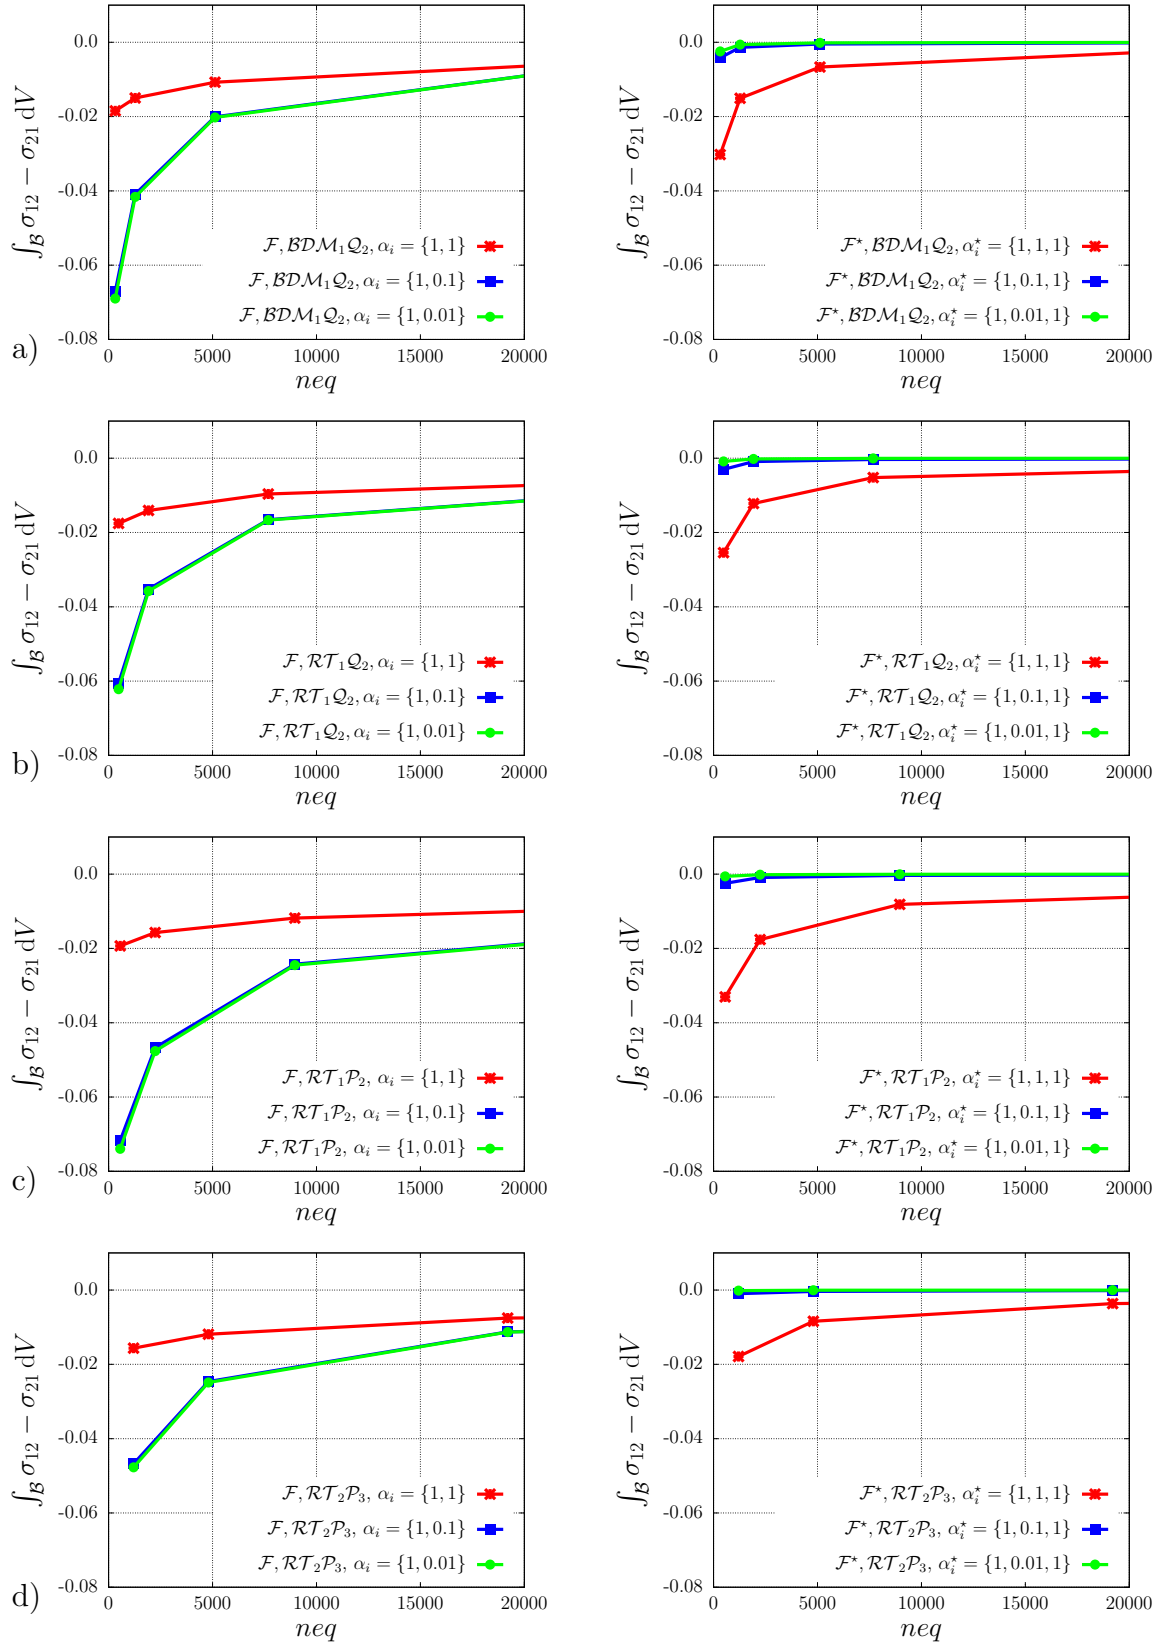 0.0
-0.02
-0.04
-0.06
-0.08
0 5000 10000 15000 20000
∫_ℬ σ₁₂ − σ₂₁ dV
neq
ℱ, ℬ𝒟ℳ₁𝒬₂, αᵢ = {1, 1}
ℱ, ℬ𝒟ℳ₁𝒬₂, αᵢ = {1, 0.1}
ℱ, ℬ𝒟ℳ₁𝒬₂, αᵢ = {1, 0.01}
a)
0.0
-0.02
-0.04
-0.06
-0.08
0 5000 10000 15000 20000
∫_ℬ σ₁₂ − σ₂₁ dV
neq
ℱ⋆, ℬ𝒟ℳ₁𝒬₂, αᵢ⋆ = {1, 1, 1}
ℱ⋆, ℬ𝒟ℳ₁𝒬₂, αᵢ⋆ = {1, 0.1, 1}
ℱ⋆, ℬ𝒟ℳ₁𝒬₂, αᵢ⋆ = {1, 0.01, 1}
0.0
-0.02
-0.04
-0.06
-0.08
0 5000 10000 15000 20000
∫_ℬ σ₁₂ − σ₂₁ dV
neq
ℱ, ℛ𝒯₁𝒬₂, αᵢ = {1, 1}
ℱ, ℛ𝒯₁𝒬₂, αᵢ = {1, 0.1}
ℱ, ℛ𝒯₁𝒬₂, αᵢ = {1, 0.01}
b)
0.0
-0.02
-0.04
-0.06
-0.08
0 5000 10000 15000 20000
∫_ℬ σ₁₂ − σ₂₁ dV
neq
ℱ⋆, ℛ𝒯₁𝒬₂, αᵢ⋆ = {1, 1, 1}
ℱ⋆, ℛ𝒯₁𝒬₂, αᵢ⋆ = {1, 0.1, 1}
ℱ⋆, ℛ𝒯₁𝒬₂, αᵢ⋆ = {1, 0.01, 1}
0.0
-0.02
-0.04
-0.06
-0.08
0 5000 10000 15000 20000
∫_ℬ σ₁₂ − σ₂₁ dV
neq
ℱ, ℛ𝒯₁𝒫₂, αᵢ = {1, 1}
ℱ, ℛ𝒯₁𝒫₂, αᵢ = {1, 0.1}
ℱ, ℛ𝒯₁𝒫₂, αᵢ = {1, 0.01}
c)
0.0
-0.02
-0.04
-0.06
-0.08
0 5000 10000 15000 20000
∫_ℬ σ₁₂ − σ₂₁ dV
neq
ℱ⋆, ℛ𝒯₁𝒫₂, αᵢ⋆ = {1, 1, 1}
ℱ⋆, ℛ𝒯₁𝒫₂, αᵢ⋆ = {1, 0.1, 1}
ℱ⋆, ℛ𝒯₁𝒫₂, αᵢ⋆ = {1, 0.01, 1}
0.0
-0.02
-0.04
-0.06
-0.08
0 5000 10000 15000 20000
∫_ℬ σ₁₂ − σ₂₁ dV
neq
ℱ, ℛ𝒯₂𝒫₃, αᵢ = {1, 1}
ℱ, ℛ𝒯₂𝒫₃, αᵢ = {1, 0.1}
ℱ, ℛ𝒯₂𝒫₃, αᵢ = {1, 0.01}
d)
0.0
-0.02
-0.04
-0.06
-0.08
0 5000 10000 15000 20000
∫_ℬ σ₁₂ − σ₂₁ dV
neq
ℱ⋆, ℛ𝒯₂𝒫₃, αᵢ⋆ = {1, 1, 1}
ℱ⋆, ℛ𝒯₂𝒫₃, αᵢ⋆ = {1, 0.1, 1}
ℱ⋆, ℛ𝒯₂𝒫₃, αᵢ⋆ = {1, 0.01, 1}